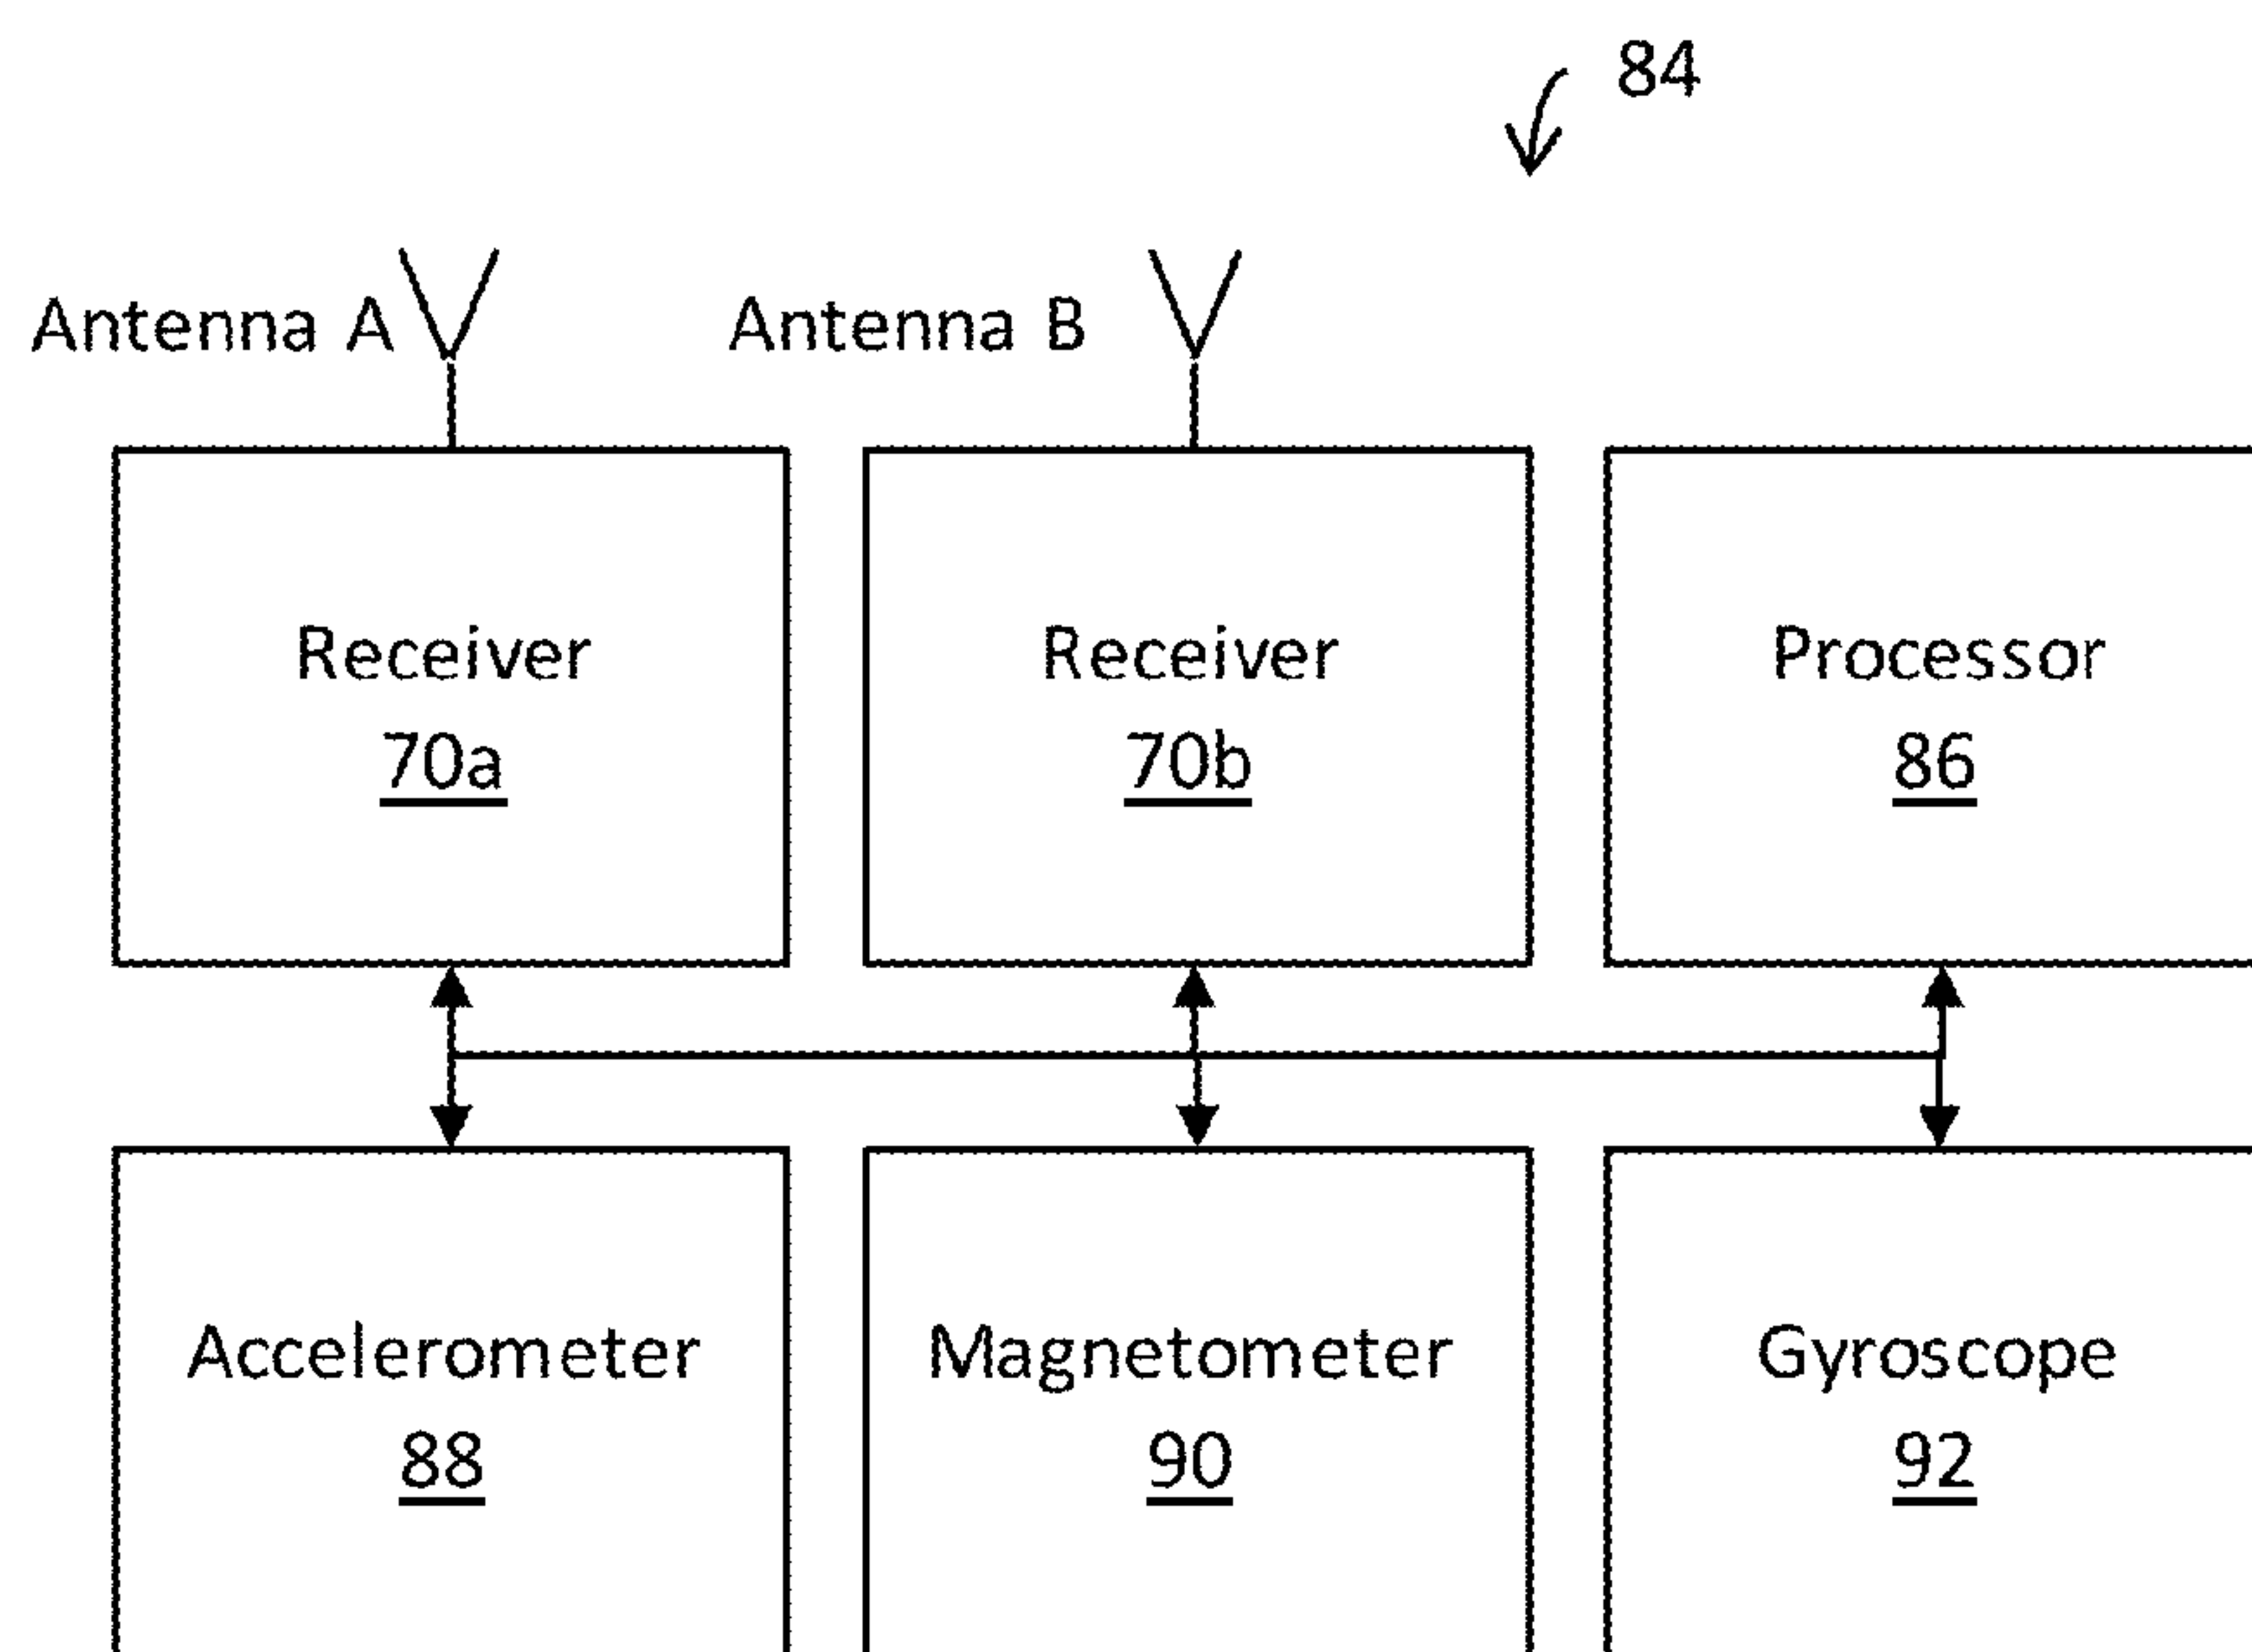 84
Antenna A
Antenna B
Receiver
70a
Receiver
70b
Processor
86
Accelerometer
88
Magnetometer
90
Gyroscope
92